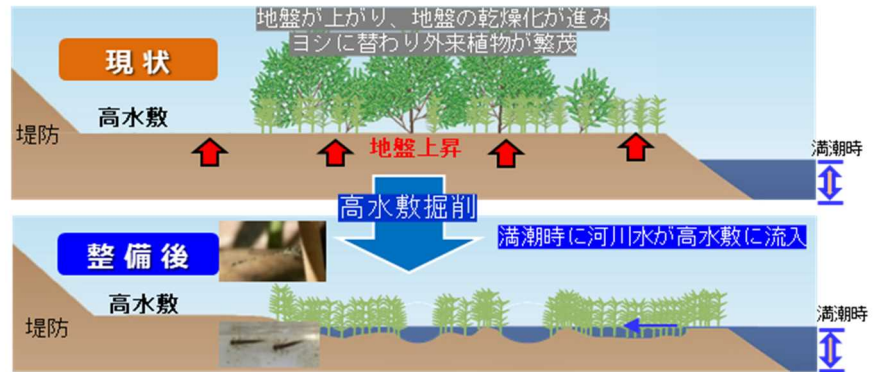 地盤が上がり、地盤の乾燥化が進み
ヨシに替わり外来植物が繁茂
現状
高水敷
堤防
地盤上昇
満潮時
高水敷掘削
満潮時に河川水が高水敷に流入
整備後
高水敷
堤防
満潮時